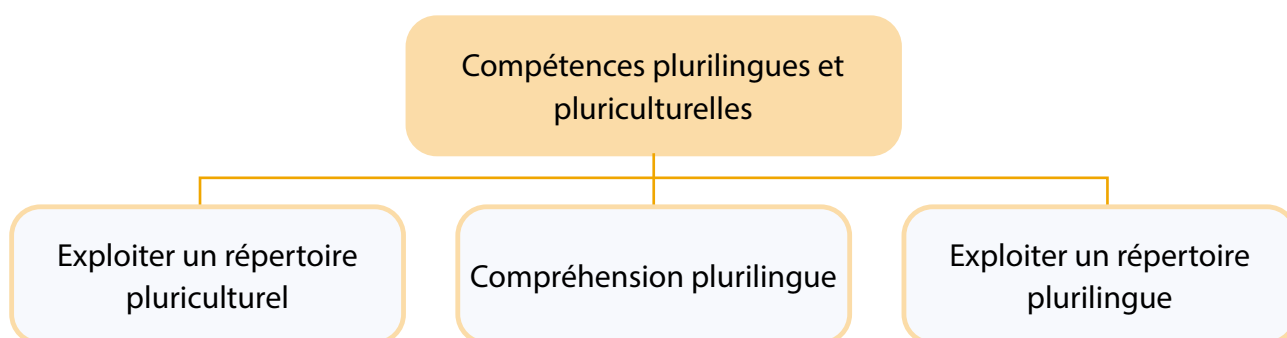 Compétences plurilingues et
pluriculturelles
Exploiter un répertoire
pluriculturel
Compréhension plurilingue
Exploiter un répertoire
plurilingue